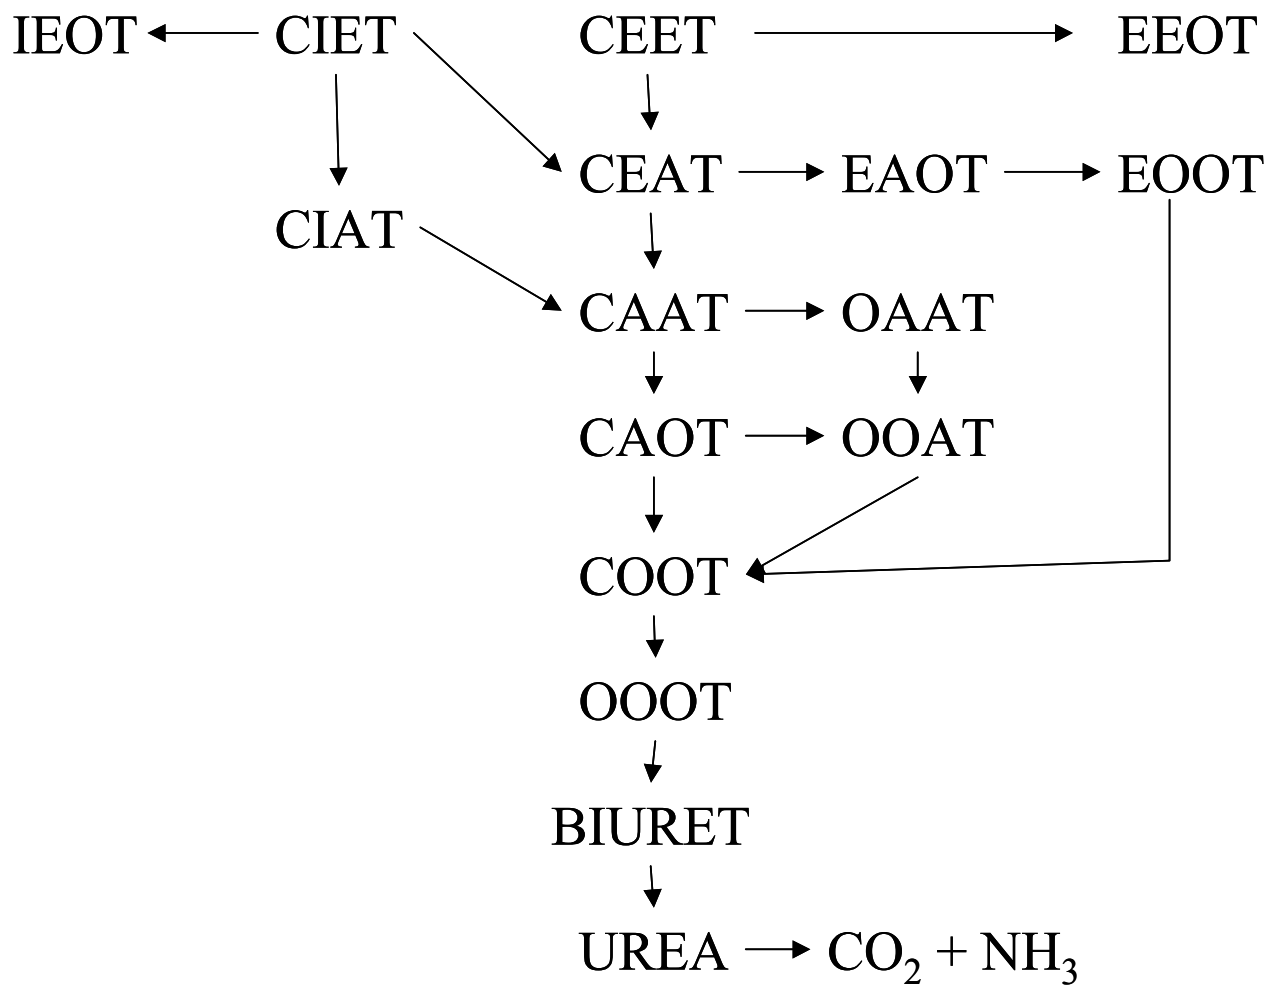 IEOT CIET CEET EEOT
CEAT EAOT EOOT
CIAT
CAAT OAAT
CAOT OOAT
COOT
OOOT
BIURET
UREA CO₂ + NH₃